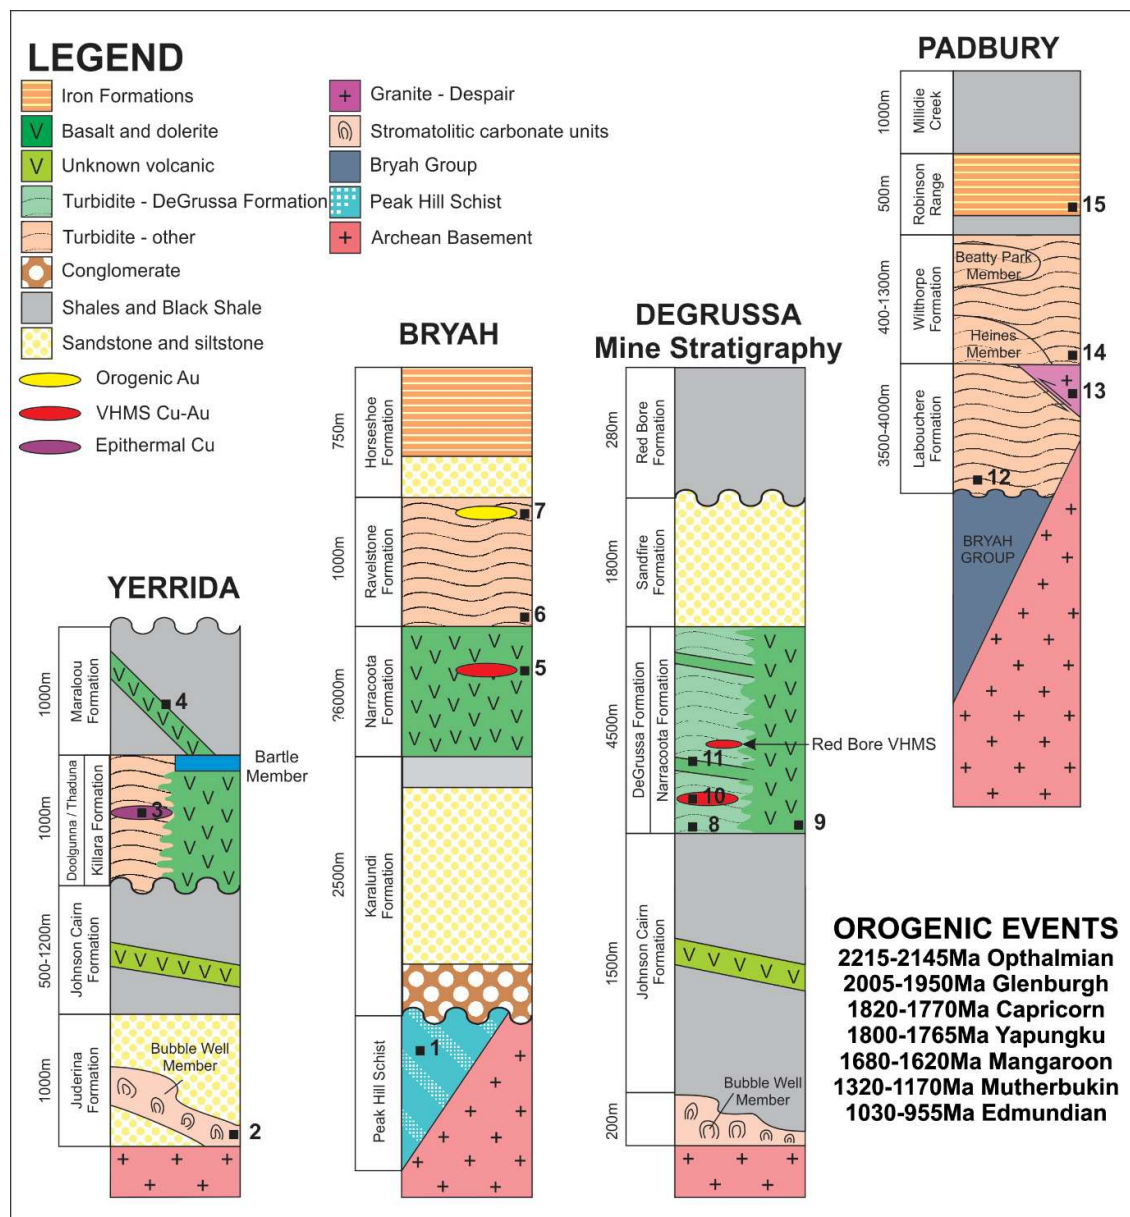 LEGEND
Iron Formations
Basalt and dolerite
Unknown volcanic
Turbidite - DeGrussa Formation
Turbidite - other
Conglomerate
Shales and Black Shale
Sandstone and siltstone
Orogenic Au
VHMS Cu-Au
Epithermal Cu
Granite - Despair
Stromatolitic carbonate units
Bryah Group
Peak Hill Schist
Archean Basement
YERRIDA
1000m
Maraloou
Formation
4
Bartle
Member
1000m
Doolgunna / Thaduna
Killara Formation
3
500-1200m
Johnson Cairn
Formation
1000m
Juderina
Formation
Bubble Well
Member
2
BRYAH
750m
Horseshoe
Formation
1000m
Ravelstone
Formation
7
6
?6000m
Narracoota
Formation
5
2500m
Karalundi
Formation
Peak Hill Schist
1
DEGRUSSA
Mine Stratigraphy
280m
Red Bore
Formation
1800m
Sandfire
Formation
4500m
DeGrussa Formation
Narracoota Formation
Red Bore VHMS
11
10
8
9
1500m
Johnson Cairn
Formation
200m
Bubble Well
Member
PADBURY
1000m
Millidie
Creek
500m
Robinson
Range
15
400-1300m
Wilthorpe
Formation
Beatty Park
Member
Heines
Member
14
3500-4000m
Labouchere
Formation
13
12
BRYAH
GROUP
OROGENIC EVENTS
2215-2145Ma Opthalmian
2005-1950Ma Glenburgh
1820-1770Ma Capricorn
1800-1765Ma Yapungku
1680-1620Ma Mangaroon
1320-1170Ma Mutherbukin
1030-955Ma Edmundian